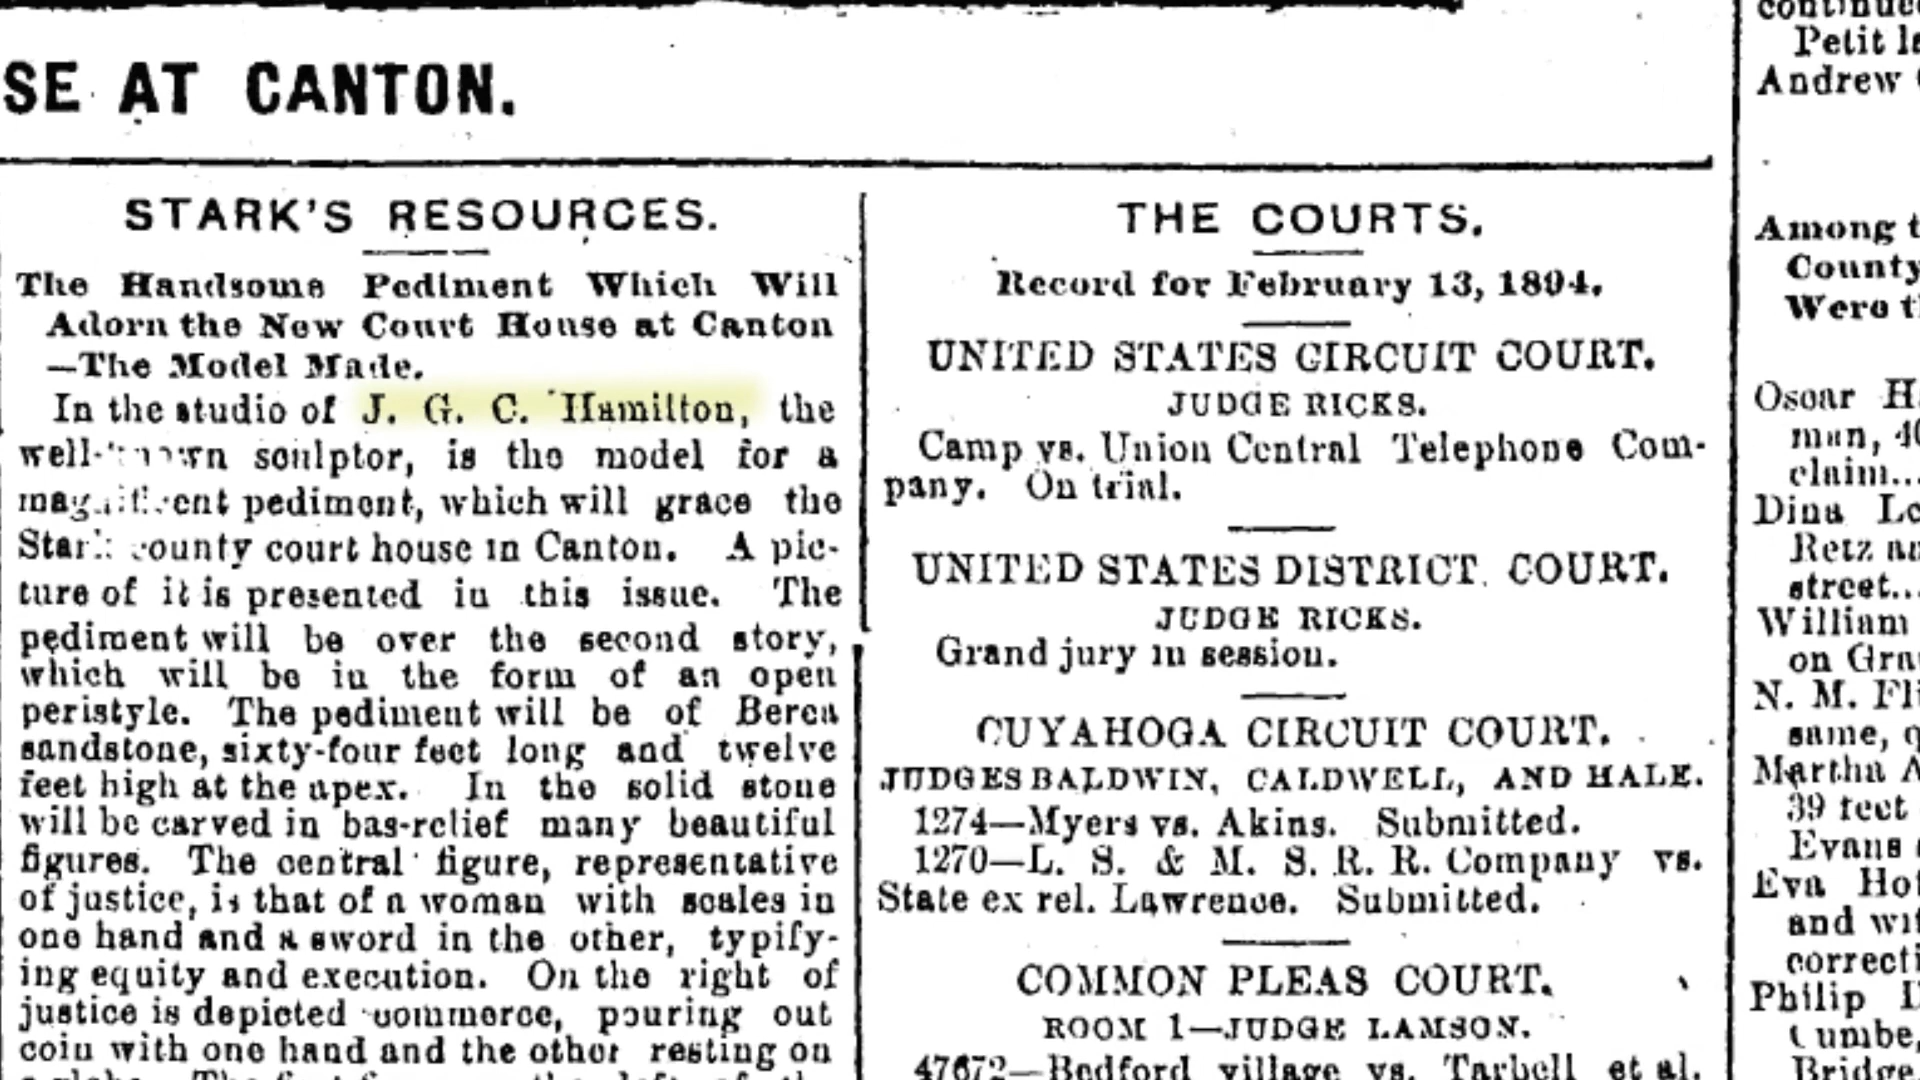 SE AT CANTON.
STARK'S RESOURCES.
The Handsome Pediment Which Will
Adorn the New Court House at Canton
—The Model Made.
In the studio of J. G. C. Hamilton, the
sculptor, is the model for a
pediment, which will grace the
county court house in Canton. A pic-
ture of it is presented in this issue. The
pediment will be over the second story,
which will be in the form of an open
peristyle. The pediment will be of Berea
sandstone, sixty-four feet long and twelve
feet high at the apex. In the solid stone
will be carved in bas-relief many beautiful
figures. The central figure, representative
of justice, is that of a woman with scales in
one hand and a sword in the other, typify-
ing equity and execution. On the right of
justice is depicted commerce, pouring out
coin with one hand and the other resting on
THE COURTS.
Record for February 13, 1894.
UNITED STATES CIRCUIT COURT.
JUDGE RICKS.
Camp vs. Union Central Telephone Com-
pany. On trial.
UNITED STATES DISTRICT COURT.
JUDGE RICKS.
Grand jury in session.
CUYAHOGA CIRCUIT COURT.
JUDGES BALDWIN, CALDWELL, AND HALE.
1274—Myers vs. Akins. Submitted.
1270—L. S. & M. S. R. R. Company vs.
State ex rel. Lawrence. Submitted.
COMMON PLEAS COURT.
ROOM 1—JUDGE LAMSON.
47672—Bedford village vs. Tarbell et al.
Petit
Andrew
Among
County
Were
Oscar
man,
claim...
Dina
Retz
street...
William
on
N. M.
same,
Martha
39 feet
Evans
Eva
and
Philip